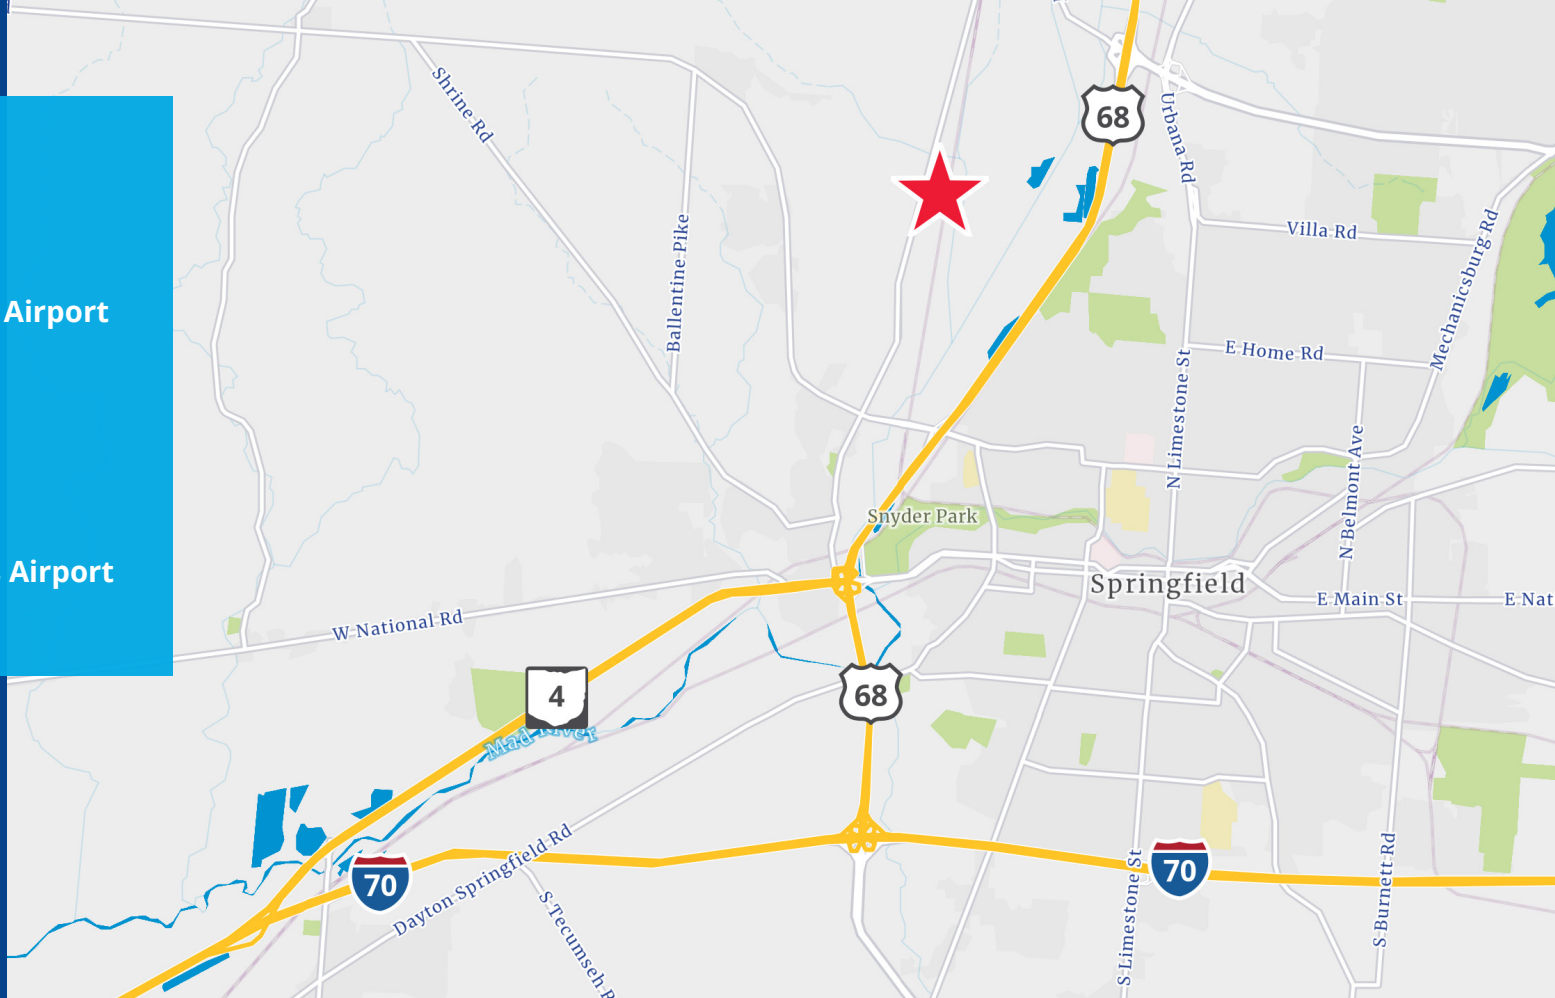 68
Shrine Rd
Urbana Rd
Villa Rd
Ballentine Pike
Mechanicsburg Rd
Airport
E Home Rd
N Limestone St
N Belmont Ave
Snyder Park
Airport
Springfield
W National Rd
E Main St
E Nat
4
68
Mad River
70
70
Dayton Springfield Rd
S Tecumseh R
S Limestone St
S Burnett Rd